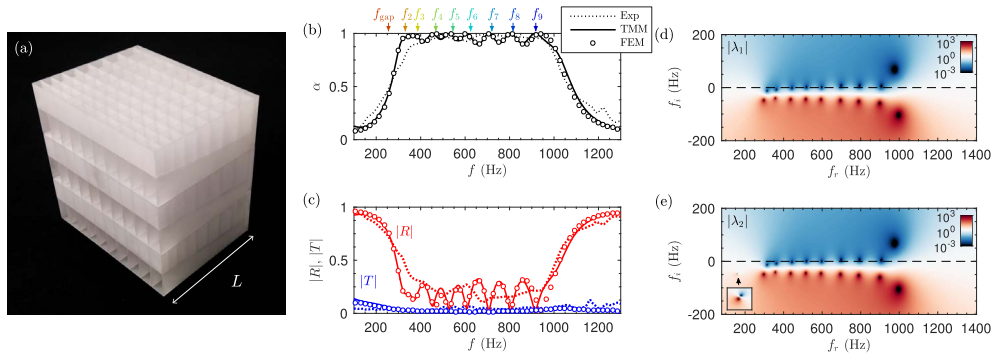 (a)
L
f_gap f_2 f_3 f_4 f_5 f_6 f_7 f_8 f_9
(b)
Exp
TMM
FEM
1
α 0.5
0
200 400 600 800 1000 1200
f (Hz)
(c)
1
|R|
|R|, |T| 0.5
|T|
0
200 400 600 800 1000 1200
f (Hz)
(d)
200
|λ_1|
10^-3
10^0
10^-3
f_i (Hz) 0
-200
200 400 600 800 1000 1200 1400
f_r (Hz)
(e)
200
|λ_2|
10^-3
10^0
10^-3
f_i (Hz) 0
-200
200 400 600 800 1000 1200 1400
f_r (Hz)